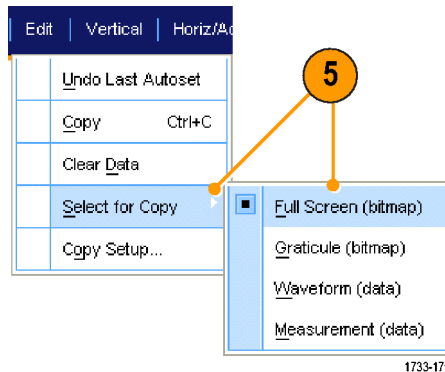 Edit Vertical Horiz/Ac
Undo Last Autoset
Copy Ctrl+C
Clear Data
Select for Copy
Copy Setup...
5
Full Screen (bitmap)
Graticule (bitmap)
Waveform (data)
Measurement (data)
1733-17